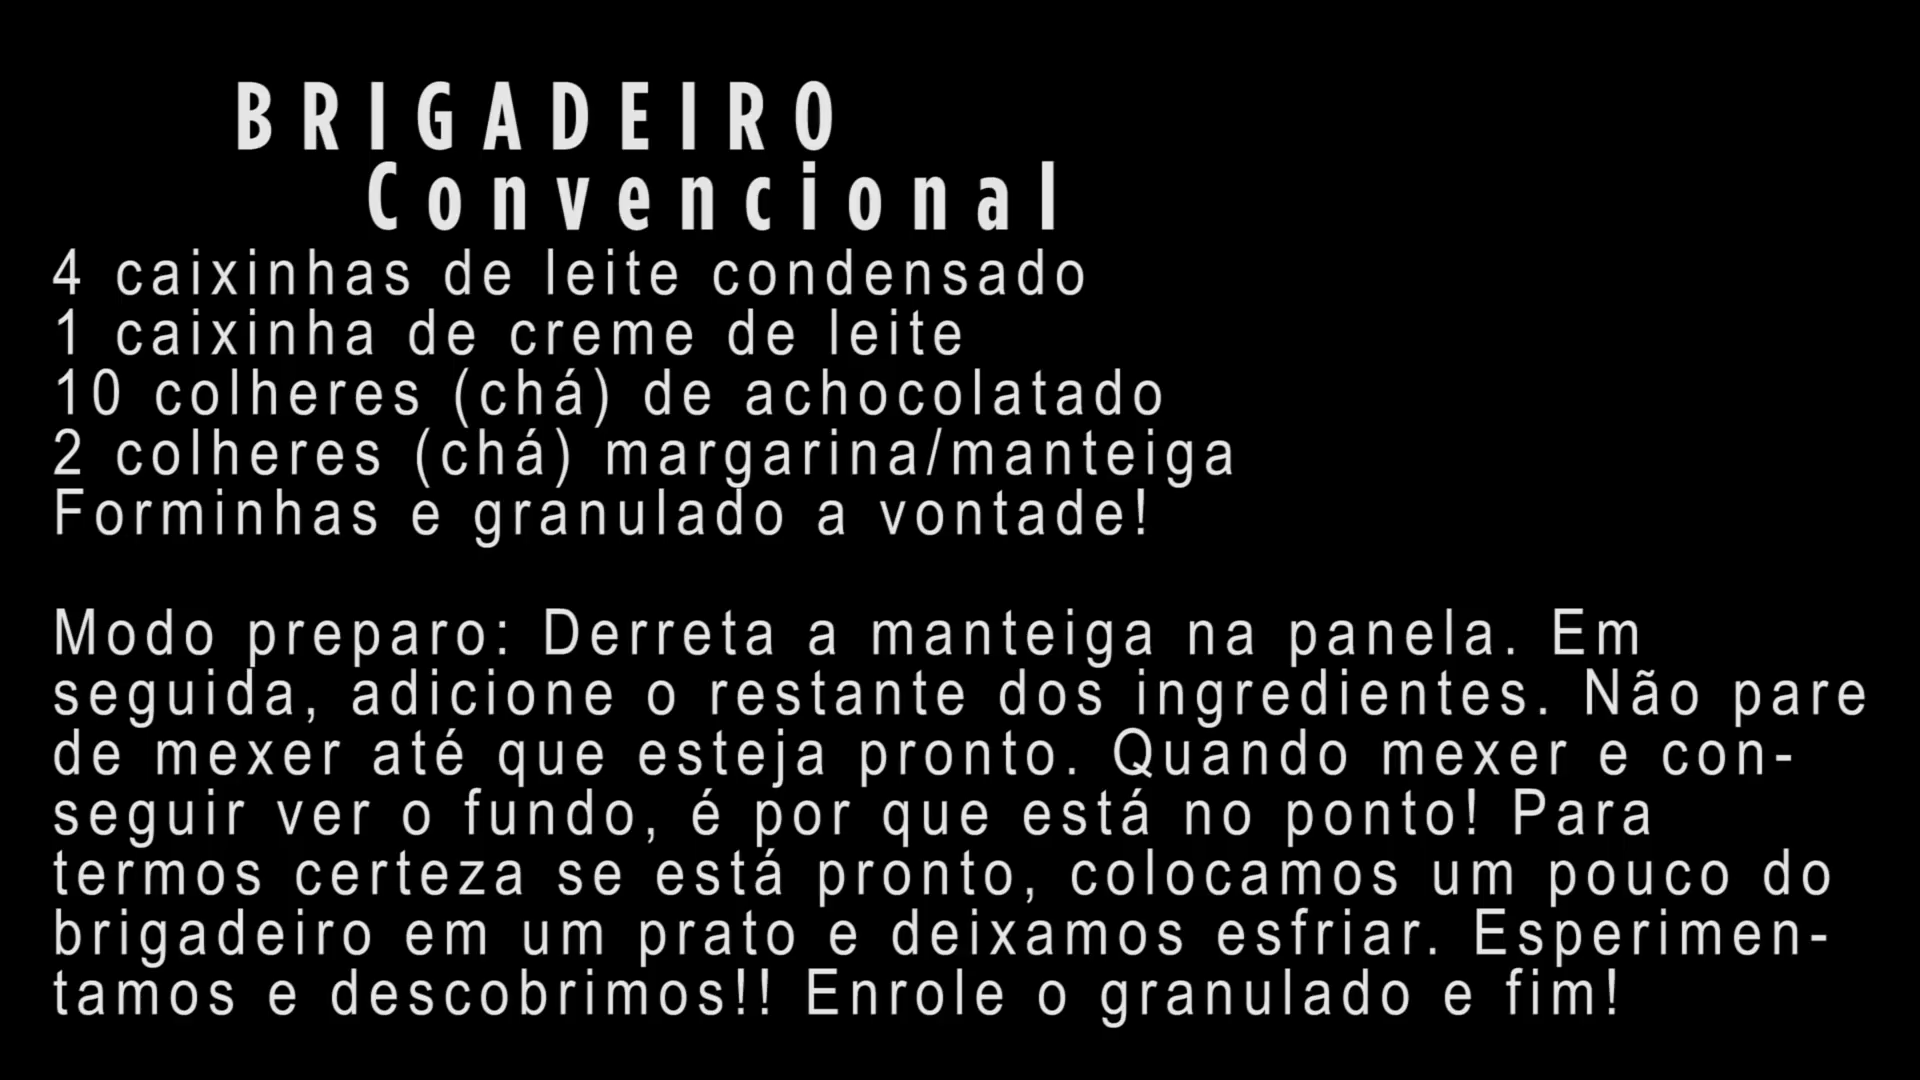 BRIGADEIRO
Convencional
4 caixinhas de leite condensado
1 caixinha de creme de leite
10 colheres (chá) de achocolatado
2 colheres (chá) margarina/manteiga
Forminhas e granulado a vontade!
Modo preparo: Derreta a manteiga na panela. Em
seguida, adicione o restante dos ingredientes. Não pare
de mexer até que esteja pronto. Quando mexer e con-
seguir ver o fundo, é por que está no ponto! Para
termos certeza se está pronto, colocamos um pouco do
brigadeiro em um prato e deixamos esfriar. Esperimen-
tamos e descobrimos!! Enrole o granulado e fim!